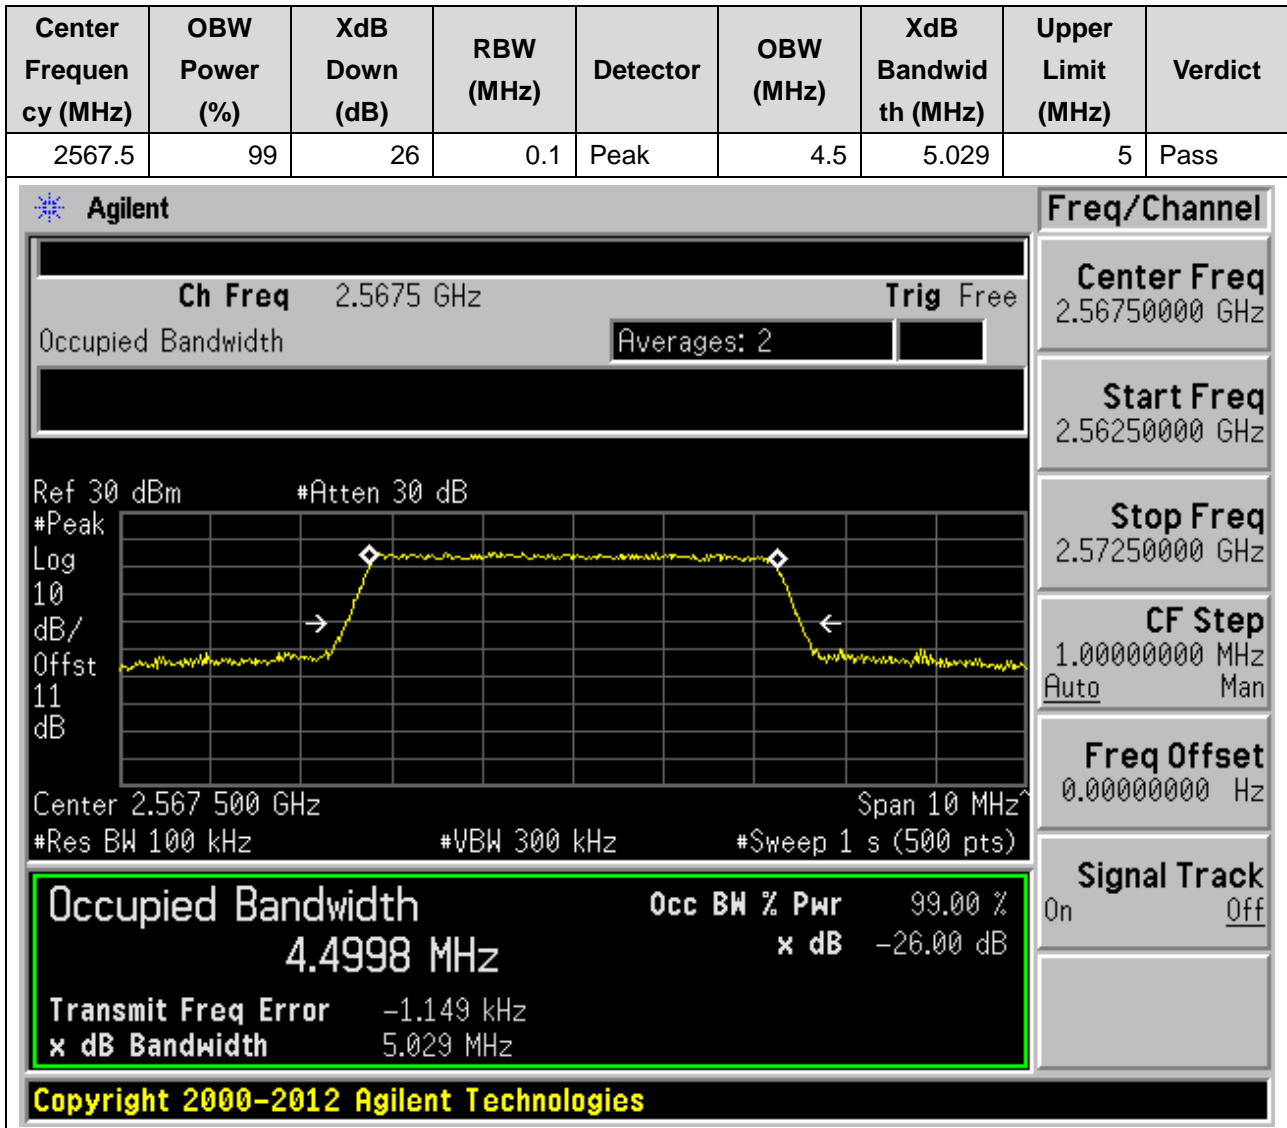 Center Frequen cy (MHz) OBW Power (%) XdB Down (dB) RBW (MHz) Detector OBW (MHz) XdB Bandwid th (MHz) Upper Limit (MHz) Verdict
2567.5 99 26 0.1 Peak 4.5 5.029 5 Pass
Agilent
Freq/Channel
Ch Freq 2.5675 GHz Trig Free
Occupied Bandwidth Averages: 2
Center Freq
2.56750000 GHz
Start Freq
2.56250000 GHz
Stop Freq
2.57250000 GHz
CF Step
1.00000000 MHz
Auto Man
Freq Offset
0.00000000 Hz
Signal Track
On Off
Ref 30 dBm #Atten 30 dB
#Peak
Log
10
dB/
Offst
11
dB
Center 2.567 500 GHz Span 10 MHz^
#Res BW 100 kHz #VBW 300 kHz #Sweep 1 s (500 pts)
Occupied Bandwidth Occ BW % Pwr 99.00 %
4.4998 MHz x dB -26.00 dB
Transmit Freq Error -1.149 kHz
x dB Bandwidth 5.029 MHz
Copyright 2000-2012 Agilent Technologies